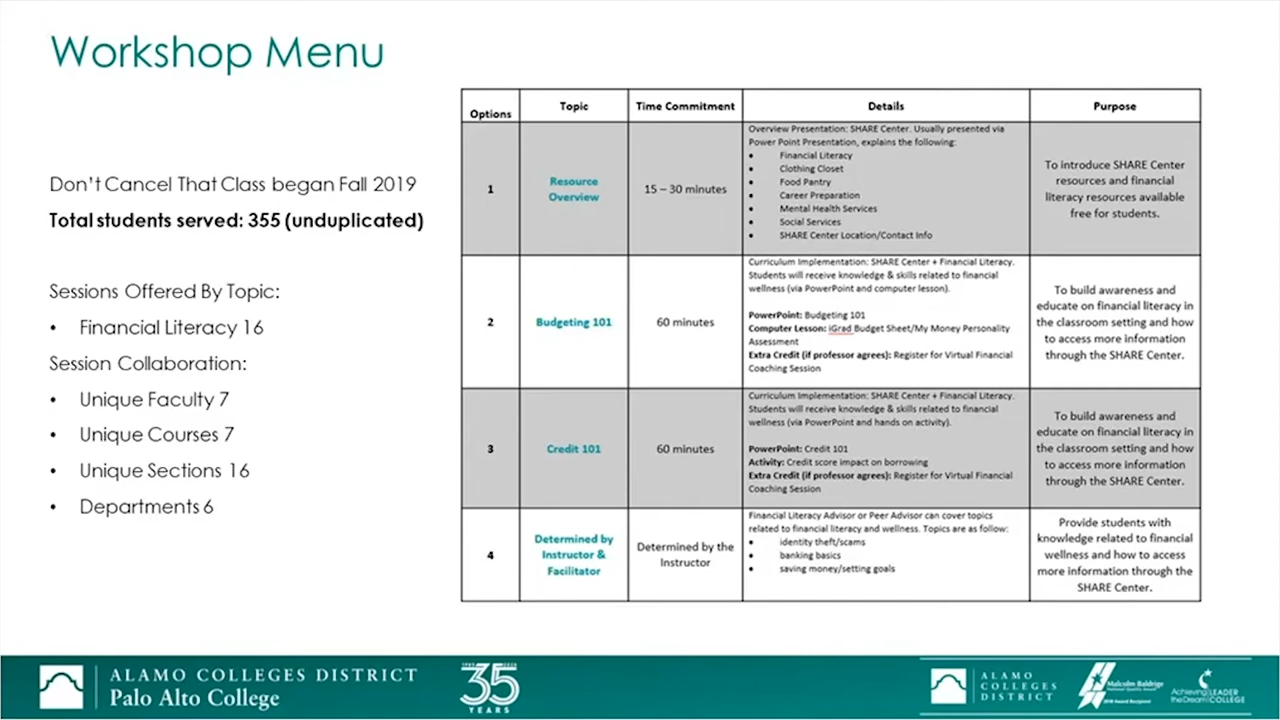 Workshop Menu
Don't Cancel That Class began Fall 2019
Total students served: 355 (unduplicated)
Sessions Offered By Topic:
• Financial Literacy 16
Session Collaboration:
• Unique Faculty 7
• Unique Courses 7
• Unique Sections 16
• Departments 6
Options Topic Time Commitment Details Purpose
1
Resource
Overview
15 – 30 minutes
Overview Presentation: SHARE Center. Usually presented via
Power Point Presentation, explains the following:
• Financial Literacy
• Clothing Closet
• Food Pantry
• Career Preparation
• Mental Health Services
• Social Services
• SHARE Center Location/Contact Info
To introduce SHARE Center
resources and financial
literacy resources available
free for students.
2
Budgeting 101
60 minutes
Curriculum Implementation: SHARE Center + Financial Literacy.
Students will receive knowledge & skills related to financial
wellness (via PowerPoint and computer lesson).
PowerPoint: Budgeting 101
Computer Lesson: iGrad Budget Sheet/My Money Personality
Assessment
Extra Credit (if professor agrees): Register for Virtual Financial
Coaching Session
To build awareness and
educate on financial literacy in
the classroom setting and how
to access more information
through the SHARE Center.
3
Credit 101
60 minutes
Curriculum Implementation: SHARE Center + Financial Literacy.
Students will receive knowledge & skills related to financial
wellness (via PowerPoint and hands on activity).
PowerPoint: Credit 101
Activity: Credit score impact on borrowing
Extra Credit (if professor agrees): Register for Virtual Financial
Coaching Session
To build awareness and
educate on financial literacy in
the classroom setting and how
to access more information
through the SHARE Center.
4
Determined by
Instructor &
Facilitator
Determined by the
Instructor
Financial Literacy Advisor or Peer Advisor can cover topics
related to financial literacy and wellness. Topics are as follow:
• identity theft/scams
• banking basics
• saving money/setting goals
Provide students with
knowledge related to financial
wellness and how to access
more information through the
SHARE Center.
ALAMO COLLEGES DISTRICT
Palo Alto College
35
YEARS
ALAMO
COLLEGES
DISTRICT
Malcolm Baldrige
National Quality Award
2018 Award Recipient
Achieving the Dream
LEADER
COLLEGE